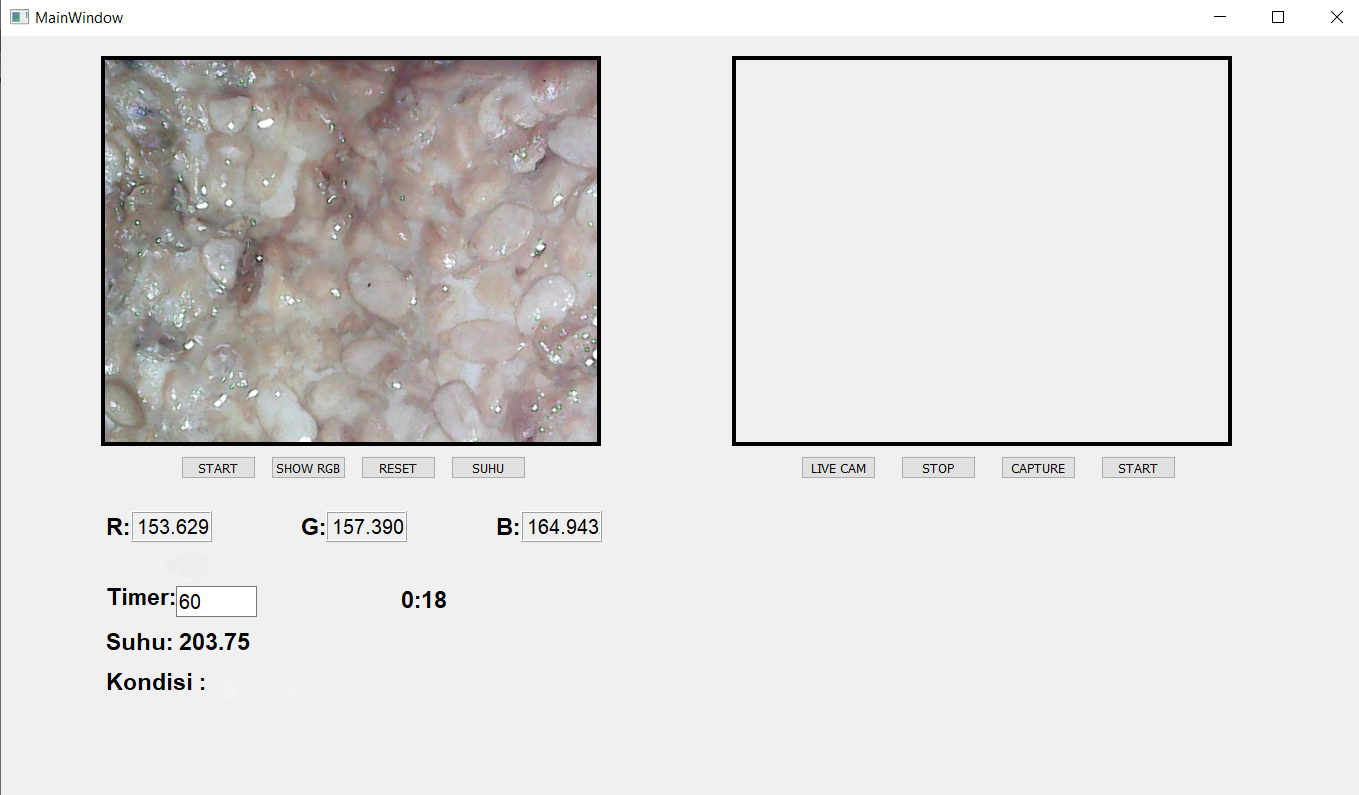 MainWindow
START SHOW RGB RESET SUHU
LIVE CAM STOP CAPTURE START
R: 153.629 G: 157.390 B: 164.943
Timer: 60 0:18
Suhu: 203.75
Kondisi :